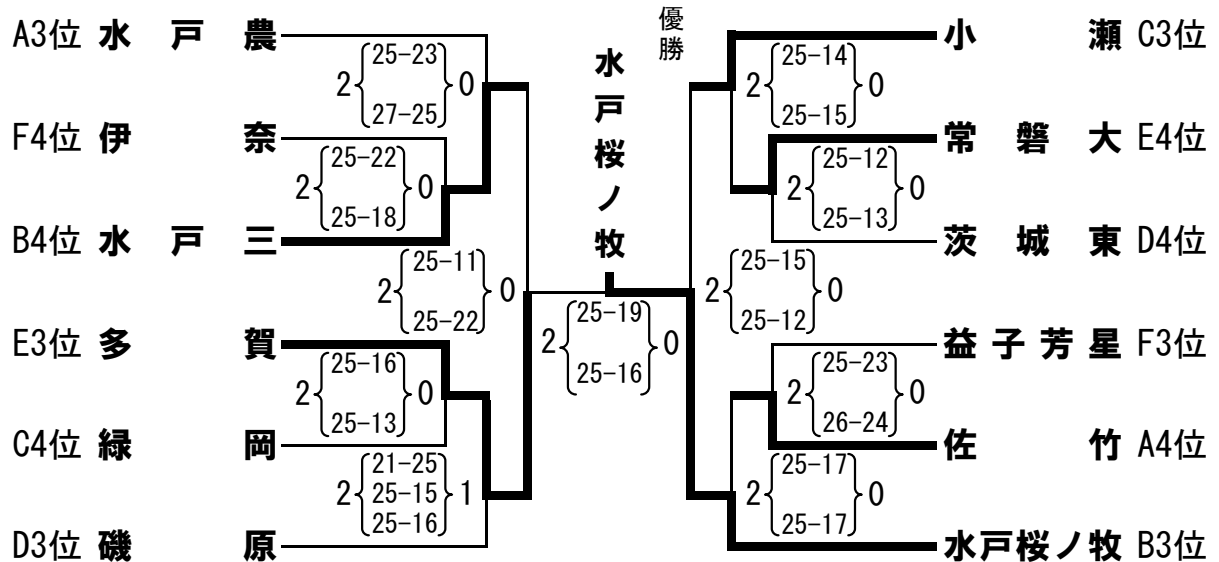 優勝
水戸桜ノ牧
A3位 水戸農
F4位 伊奈
B4位 水戸三
E3位 多賀
C4位 緑岡
D3位 磯原
2 25-23 27-25 0
2 25-22 25-18 0
2 25-11 25-22 0
2 25-16 25-13 0
2 21-25 25-15 25-16 1
2 25-19 25-16 0
小瀬 C3位
常磐大 E4位
茨城東 D4位
益子芳星 F3位
佐竹 A4位
水戸桜ノ牧 B3位
2 25-14 25-15 0
2 25-12 25-13 0
2 25-15 25-12 0
2 25-23 26-24 0
2 25-17 25-17 0